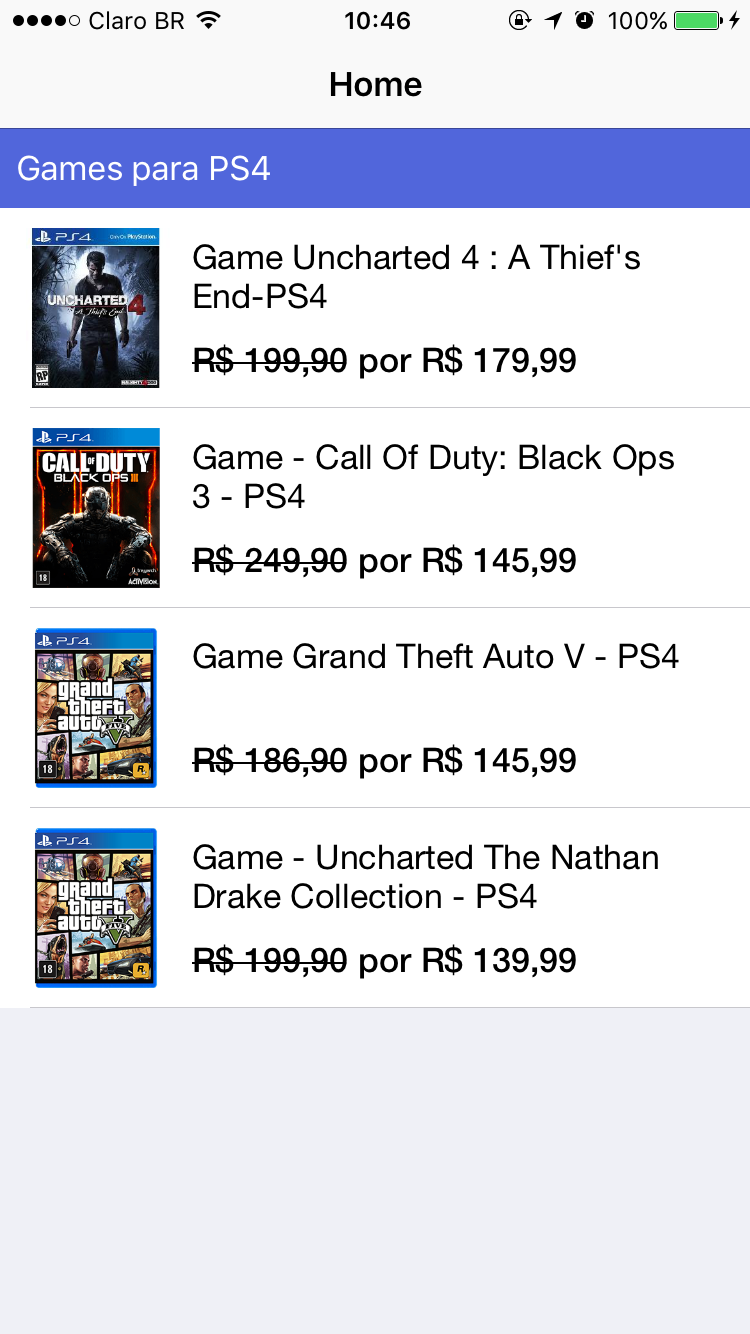 Claro BR 10:46 100%
Home
Games para PS4
PS4
UNCHARTED 4
A Thief's End
Game Uncharted 4 : A Thief's
End-PS4
R$ 199,90 por R$ 179,99
PS4
CALL OF DUTY
BLACK OPS III
18
ACTIVISION
Game - Call Of Duty: Black Ops
3 - PS4
R$ 249,90 por R$ 145,99
PS4
grand
theft
auto V
FIVE
18
R
Game Grand Theft Auto V - PS4
R$ 186,90 por R$ 145,99
PS4
grand
theft
auto V
FIVE
18
R
Game - Uncharted The Nathan
Drake Collection - PS4
R$ 199,90 por R$ 139,99